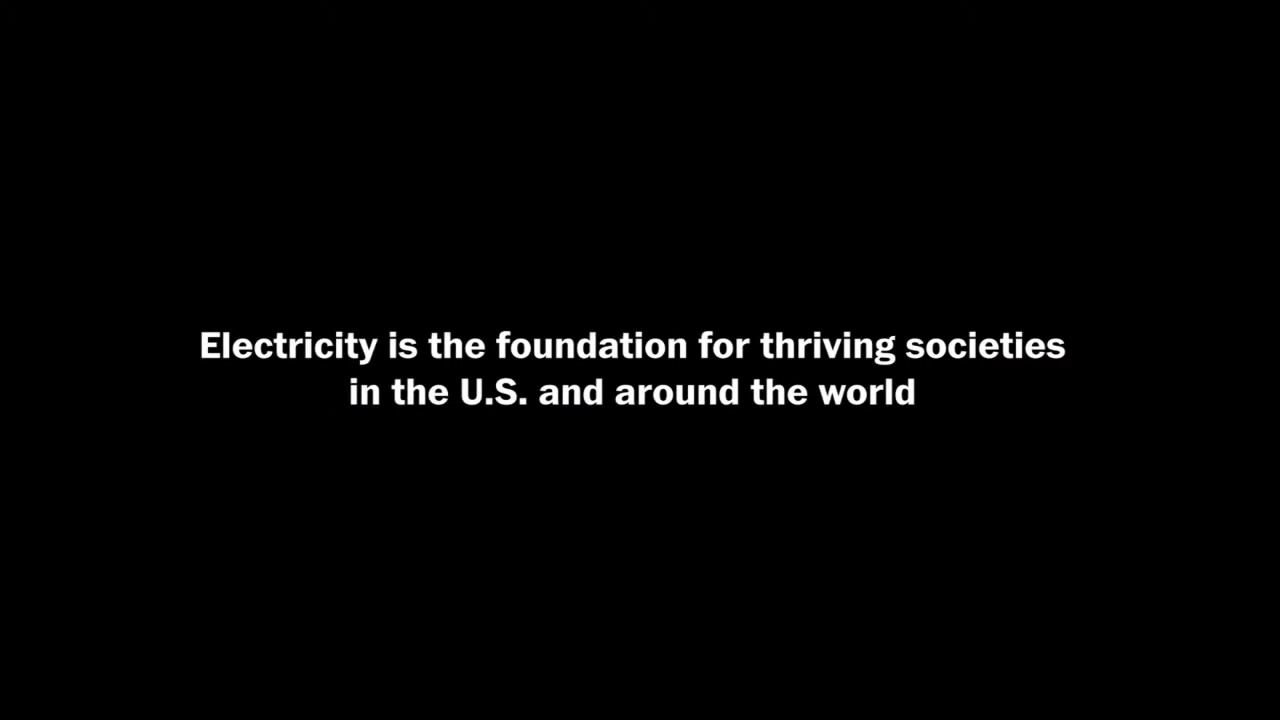 Electricity is the foundation for thriving societies
in the U.S. and around the world